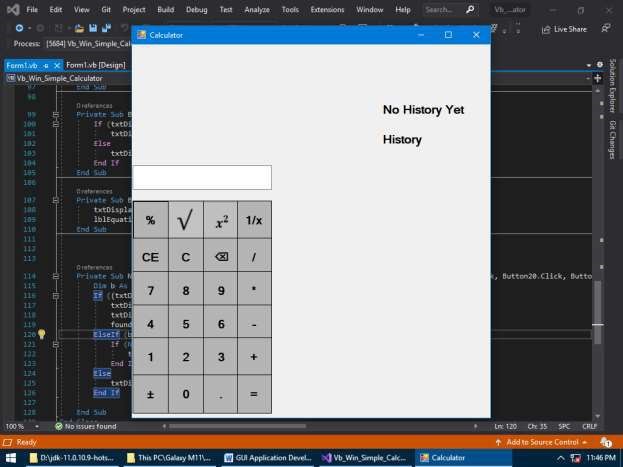 File Edit View Git Project Build Debug Test Analyze Tools Extensions Window Help Search... Vb_...ator
Live Share
Process: [5684] Vb_Win_Simple_Cal
Form1.vb Form1.vb [Design]
Vb_Win_Simple_Calculator
Calculator
No History Yet
History
% √ x² 1/x
CE C ⌫ /
7 8 9 *
4 5 6 -
1 2 3 +
± 0 . =
97 End Sub
98
0 references
99 Private Sub B
100 If (txtDi
101 txtDi
102 Else
103 txtDi
104 End If
105 End Sub
106
0 references
107 Private Sub B
108 txtDispla
109 lblEquati
110 End Sub
111
112
113
0 references
114 Private Sub N k, Button20.Click, Butto
115 Dim b As
116 If ((txtD
117 txtDi
118 txtDi
119 found
120 ElseIf (b
121 If (N
122 t
123 End I
124 Else
125 txtDi
126 End If
127
128 End Sub
Solution Explorer
Git Changes
100 % No issues found Ln: 120 Ch: 35 SPC CRLF
Ready Add to Source Control 1
D:\jdk-11.0.10.9-hots... This PC\Galaxy M11\... GUI Application Devel... Vb_Win_Simple_Calc... Calculator 11:46 PM